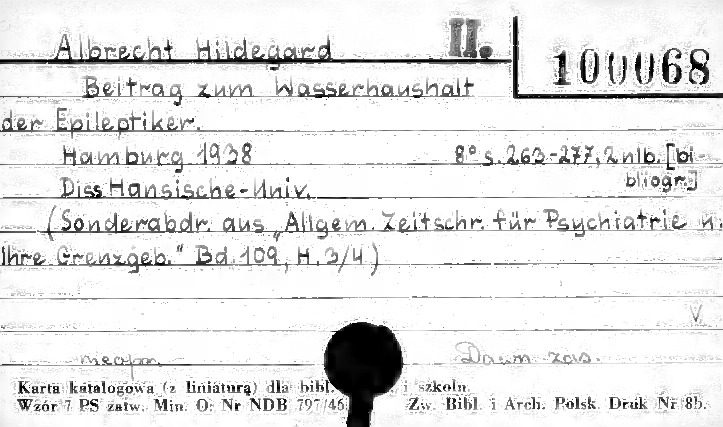 Albrecht Hildegard II. 100068
Beitrag zum Wasserhaushalt
der Epileptiker.
Hamburg 1938 8° s. 263-277, 2 nlb. [bi-
bliogr.]
Diss Hansische-Univ.
(Sonderabdr. aus „Allgem. Zeitschr. für Psychiatrie u.
Ihre Grenzgeb." Bd. 109, H. 3/4)
V.
Dawn. zas.
Karta katalogowa (z liniaturą) dla bibl. i szkoln.
Wzór 7 PS zatw. Min. O. Nr NDB 797/46 Zw. Bibl. i Arch. Polsk. Druk Nr 8b.